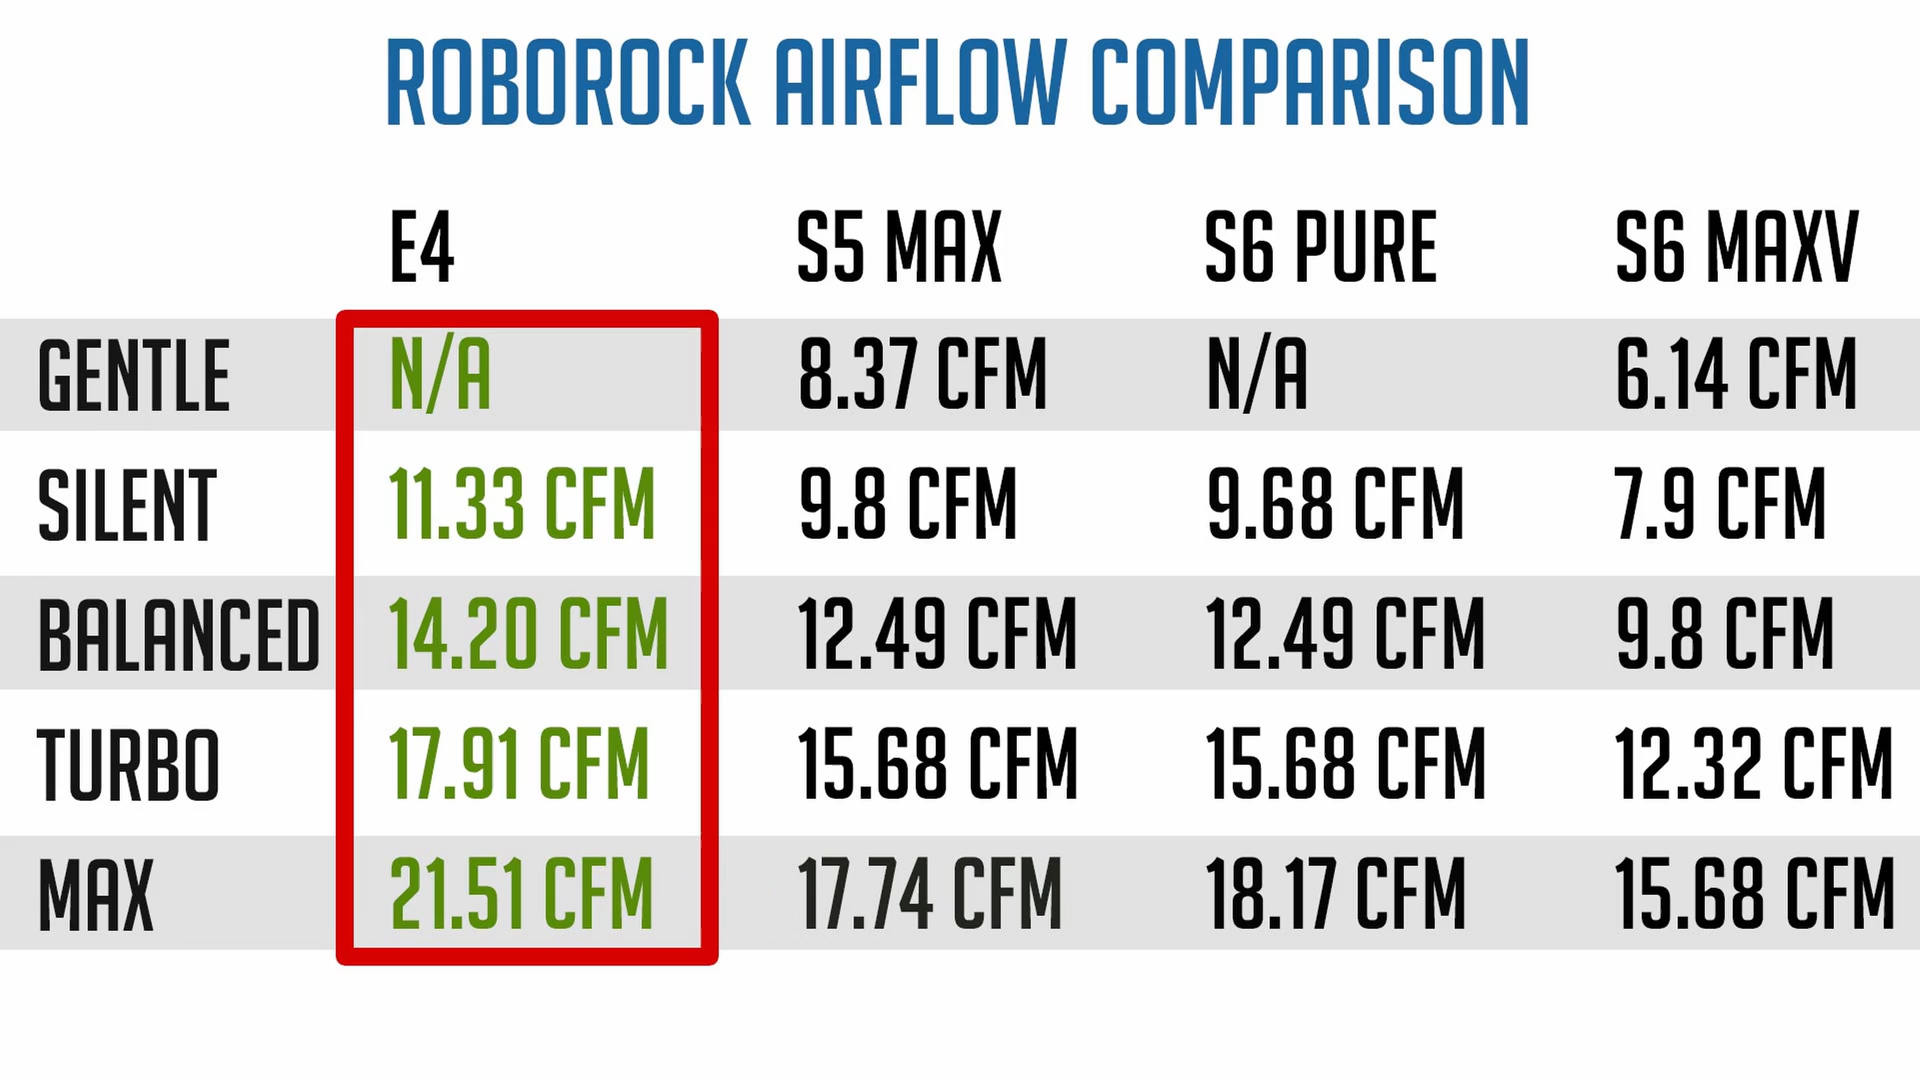 ROBOROCK AIRFLOW COMPARISON
E4 S5 MAX S6 PURE S6 MAXV
GENTLE N/A 8.37 CFM N/A 6.14 CFM
SILENT 11.33 CFM 9.8 CFM 9.68 CFM 7.9 CFM
BALANCED 14.20 CFM 12.49 CFM 12.49 CFM 9.8 CFM
TURBO 17.91 CFM 15.68 CFM 15.68 CFM 12.32 CFM
MAX 21.51 CFM 17.74 CFM 18.17 CFM 15.68 CFM